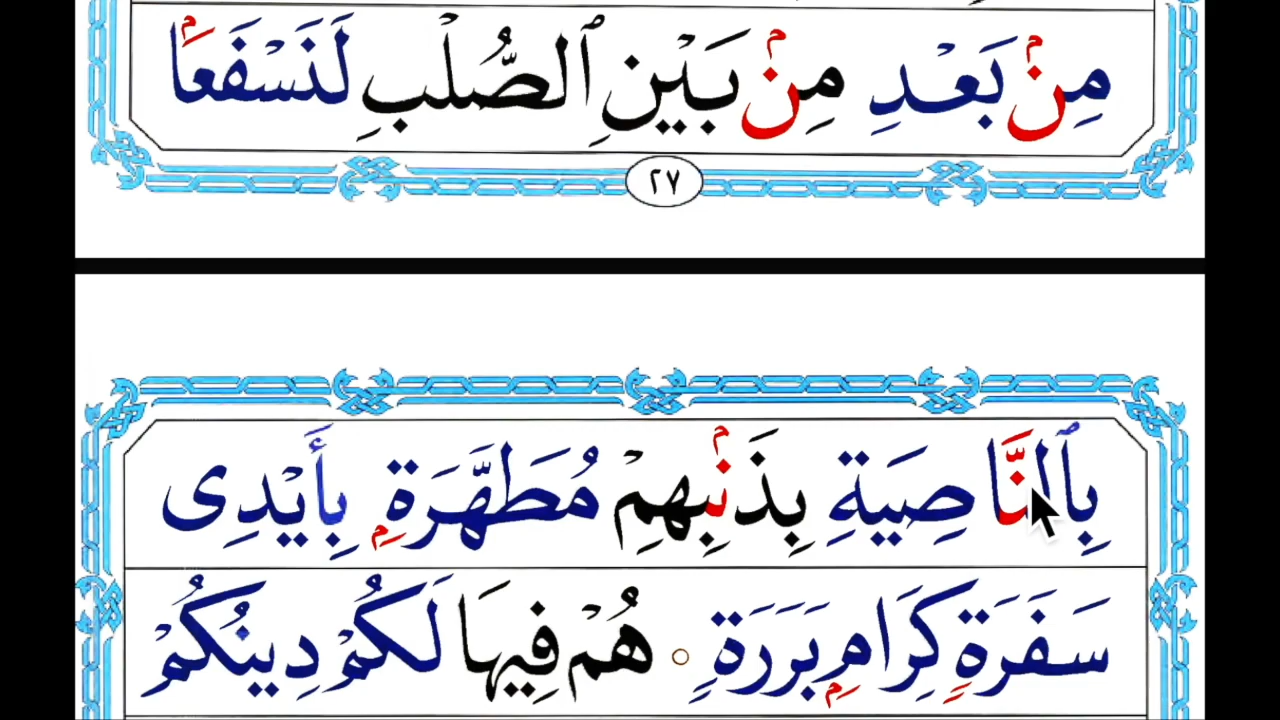 مِنۢ بَعْدِ مِنۢ بَيْنِ ٱلصُّلْبِ لَنَسْفَعَۢا
٢٧
بِٱلنَّاصِيَةِ بِذَنۢبِهِمْ مُطَهَّرَةٍۭ بِأَيْدِى
سَفَرَةٍ كِرَامٍۭ بَرَرَةٍ ○ هُمْ فِيهَا لَكُمْ دِينُكُمْ